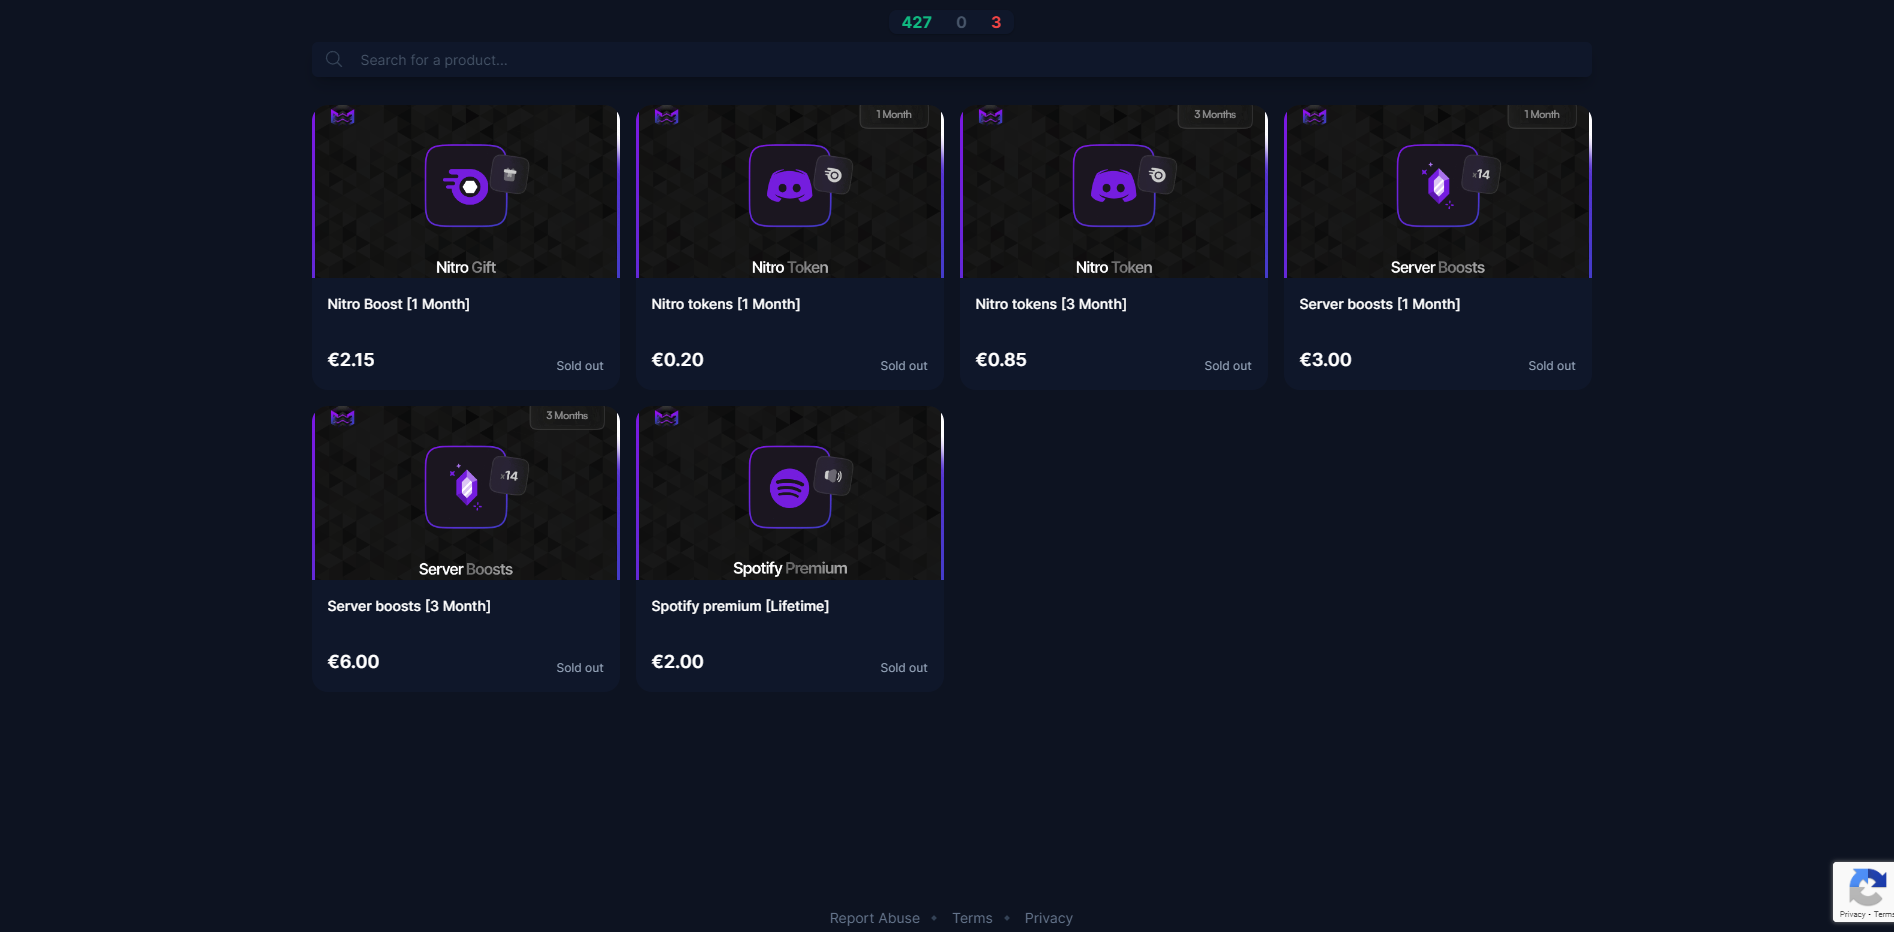 427 0 3
Search for a product...
1 Month
3 Months
1 Month
x14
Nitro Gift
Nitro Token
Nitro Token
Server Boosts
Nitro Boost [1 Month]
Nitro tokens [1 Month]
Nitro tokens [3 Month]
Server boosts [1 Month]
€2.15
Sold out
€0.20
Sold out
€0.85
Sold out
€3.00
Sold out
3 Months
x14
Server Boosts
Spotify Premium
Server boosts [3 Month]
Spotify premium [Lifetime]
€6.00
Sold out
€2.00
Sold out
Report Abuse
Terms
Privacy
Privacy - Terms